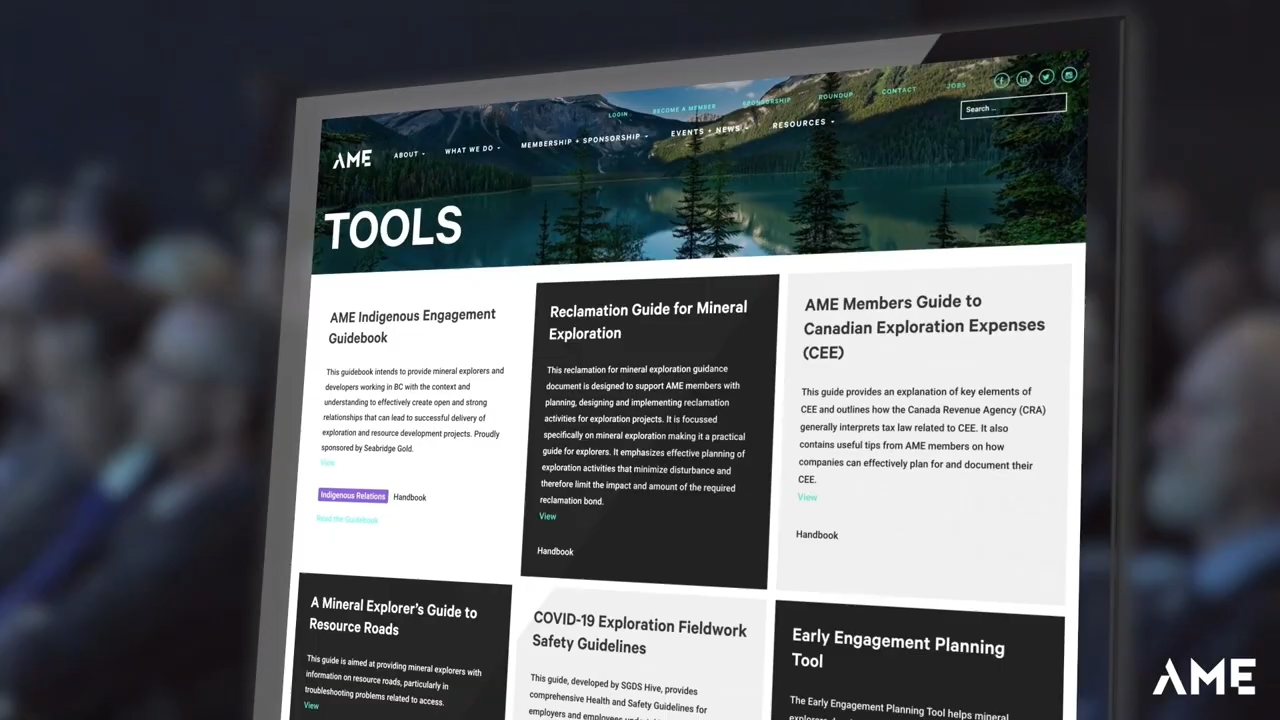 LOGIN
BECOME A MEMBER
SPONSORSHIP
ROUNDUP
CONTACT
JOBS
Search ...
AME
ABOUT
WHAT WE DO
MEMBERSHIP + SPONSORSHIP
EVENTS + NEWS
RESOURCES
TOOLS
AME Indigenous Engagement
Guidebook
This guidebook intends to provide mineral explorers and
developers working in BC with the context and
understanding to effectively create open and strong
relationships that can lead to successful delivery of
exploration and resource development projects. Proudly
sponsored by Seabridge Gold.
View
Indigenous Relations Handbook
Read the Guidebook
Reclamation Guide for Mineral
Exploration
This reclamation for mineral exploration guidance
document is designed to support AME members with
planning, designing and implementing reclamation
activities for exploration projects. It is focussed
specifically on mineral exploration making it a practical
guide for explorers. It emphasizes effective planning of
exploration activities that minimize disturbance and
therefore limit the impact and amount of the required
reclamation bond.
View
Handbook
AME Members Guide to
Canadian Exploration Expenses
(CEE)
This guide provides an explanation of key elements of
CEE and outlines how the Canada Revenue Agency (CRA)
generally interprets tax law related to CEE. It also
contains useful tips from AME members on how
companies can effectively plan for and document their
CEE.
View
Handbook
A Mineral Explorer's Guide to
Resource Roads
This guide is aimed at providing mineral explorers with
information on resource roads, particularly in
troubleshooting problems related to access.
View
COVID-19 Exploration Fieldwork
Safety Guidelines
This guide, developed by SGDS Hive, provides
comprehensive Health and Safety Guidelines for
employers and employees
Early Engagement Planning
Tool
The Early Engagement Planning Tool helps mineral
AME